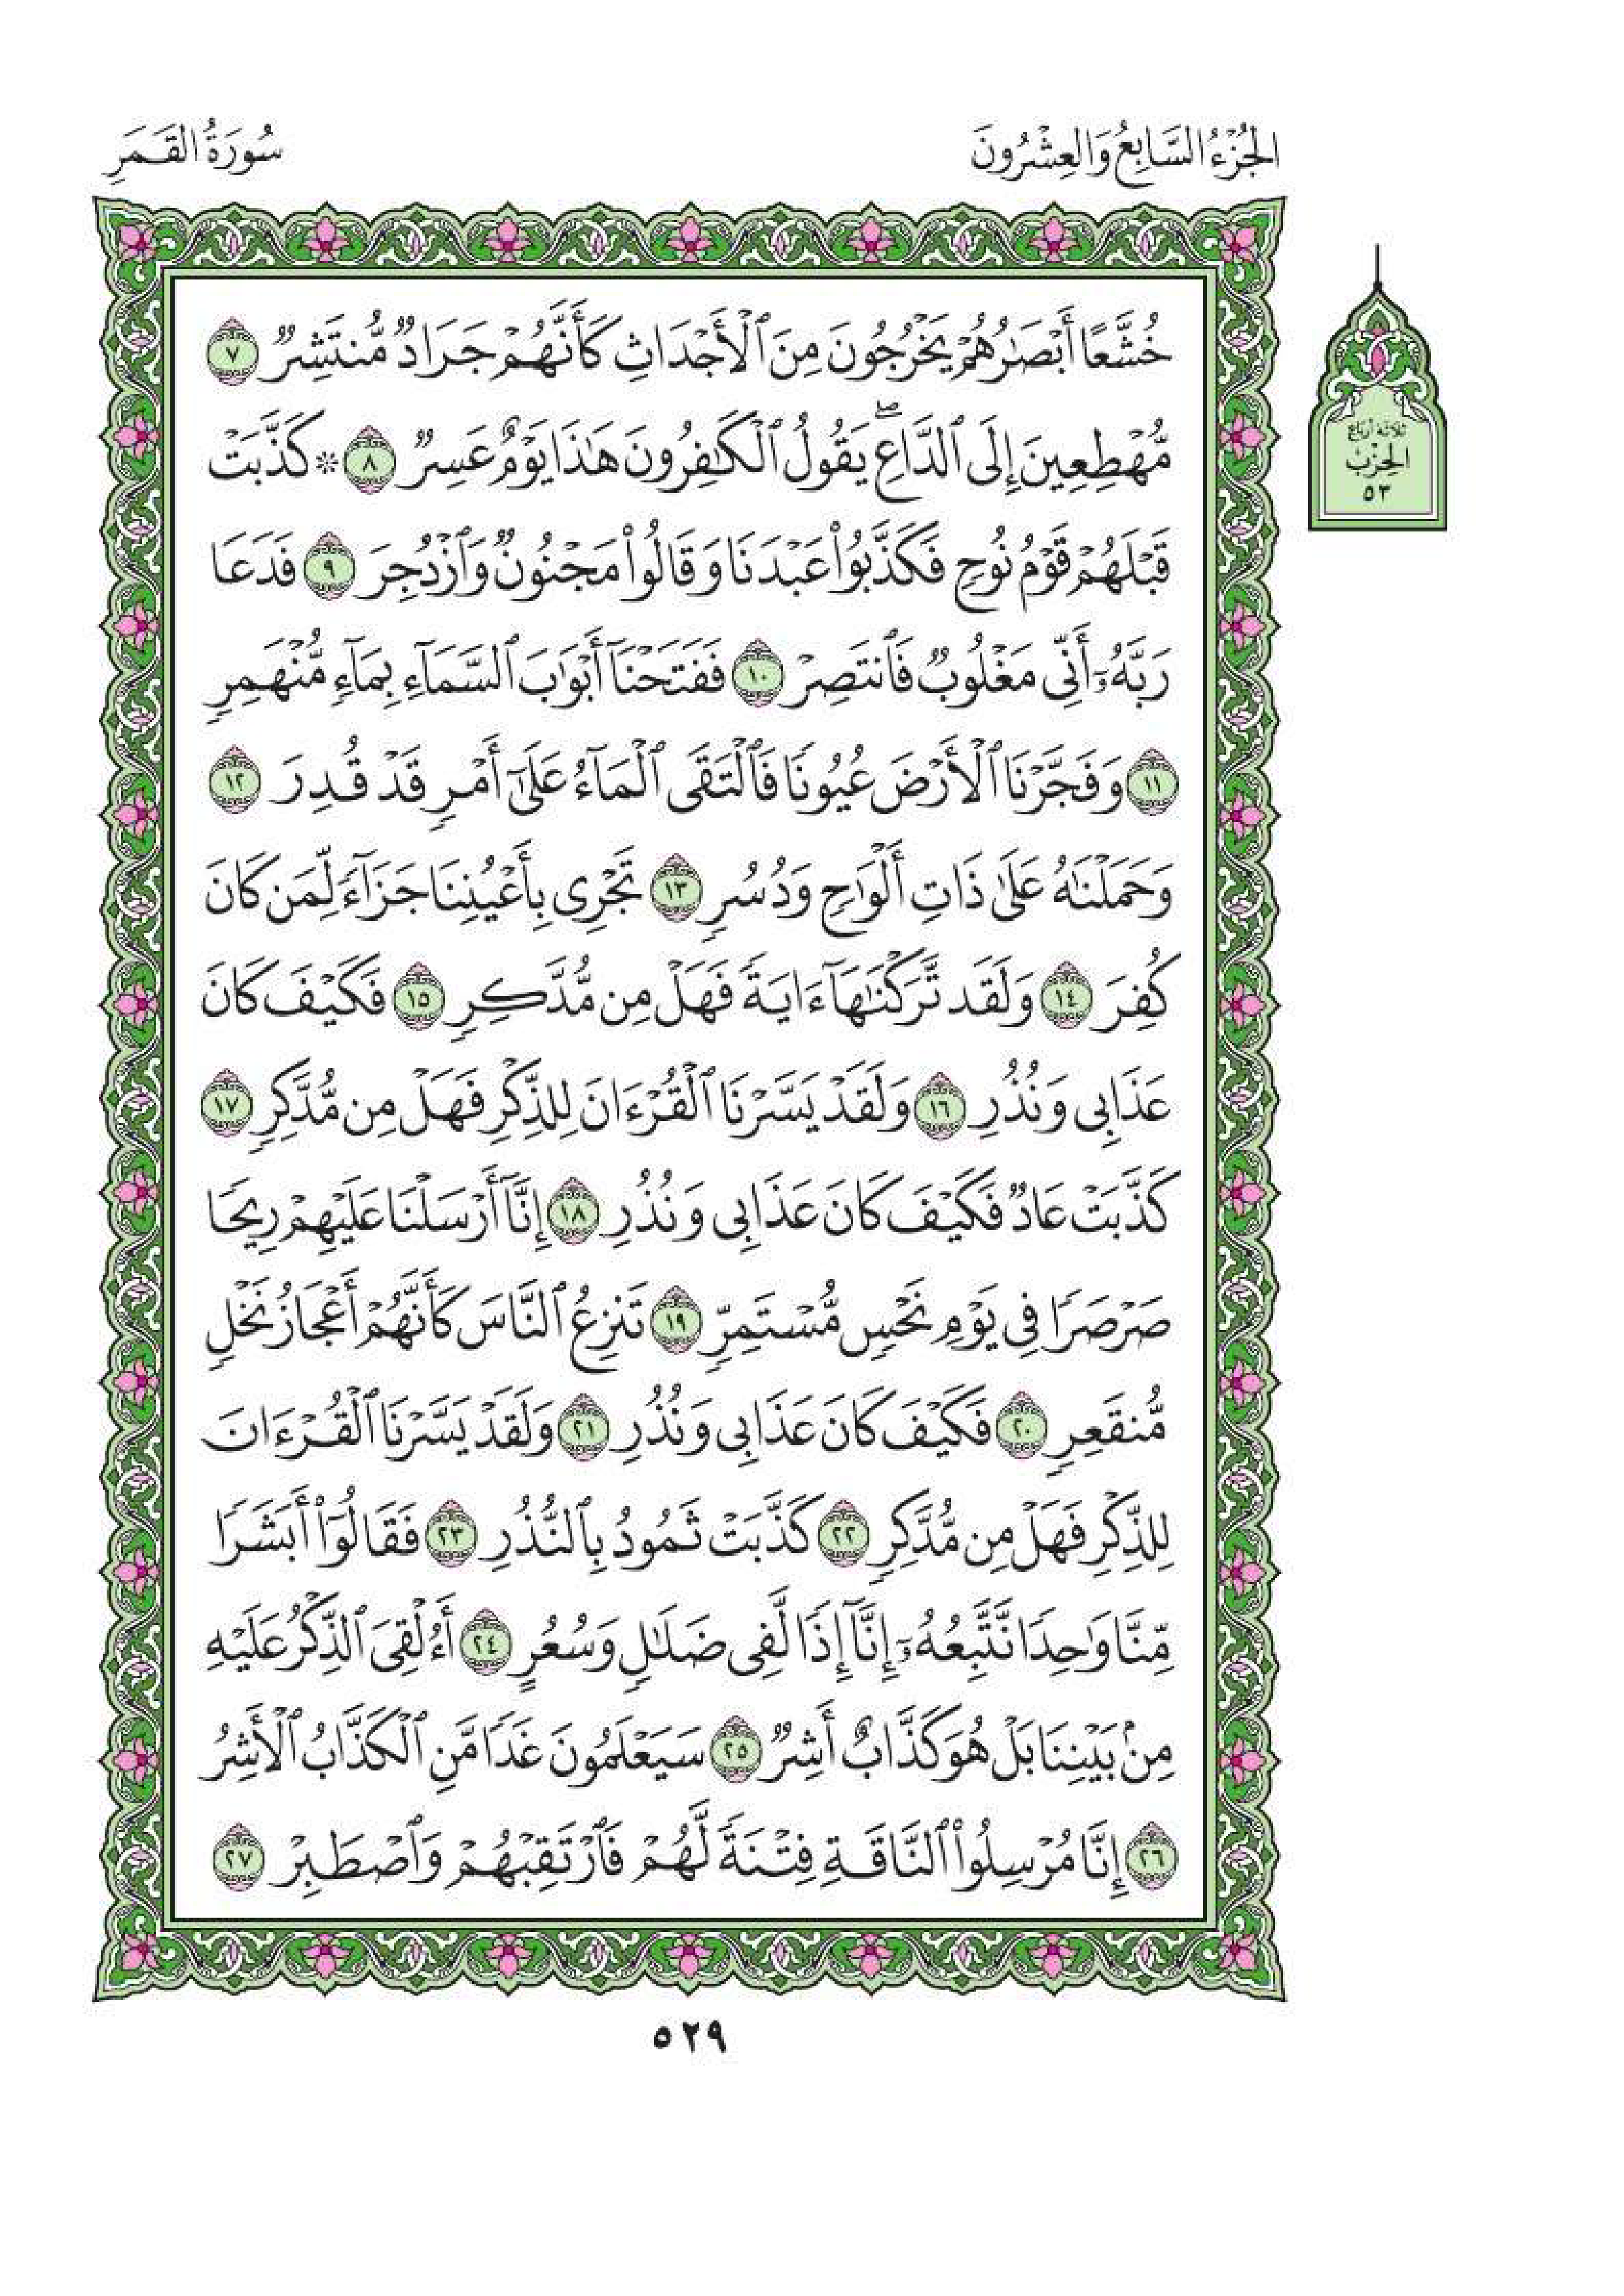 الجُزْءُ السَّابِعُ وَالعِشْرُونَ
سُورَةُ القَمَرِ
خُشَّعًا أَبْصَٰرُهُمْ يَخْرُجُونَ مِنَ ٱلْأَجْدَاثِ كَأَنَّهُمْ جَرَادٌ مُّنتَشِرٌ ٧
مُّهْطِعِينَ إِلَى ٱلدَّاعِ ۖ يَقُولُ ٱلْكَٰفِرُونَ هَٰذَا يَوْمٌ عَسِرٌ ٨ * كَذَّبَتْ
قَبْلَهُمْ قَوْمُ نُوحٍ فَكَذَّبُوا۟ عَبْدَنَا وَقَالُوا۟ مَجْنُونٌ وَٱزْدُجِرَ ٩ فَدَعَا
رَبَّهُۥٓ أَنِّى مَغْلُوبٌ فَٱنتَصِرْ ١٠ فَفَتَحْنَآ أَبْوَٰبَ ٱلسَّمَآءِ بِمَآءٍ مُّنْهَمِرٍ
١١ وَفَجَّرْنَا ٱلْأَرْضَ عُيُونًا فَٱلْتَقَى ٱلْمَآءُ عَلَىٰٓ أَمْرٍ قَدْ قُدِرَ ١٢
وَحَمَلْنَٰهُ عَلَىٰ ذَاتِ أَلْوَٰحٍ وَدُسُرٍ ١٣ تَجْرِى بِأَعْيُنِنَا جَزَآءً لِّمَن كَانَ
كُفِرَ ١٤ وَلَقَد تَّرَكْنَٰهَآ ءَايَةً فَهَلْ مِن مُّدَّكِرٍ ١٥ فَكَيْفَ كَانَ
عَذَابِى وَنُذُرِ ١٦ وَلَقَدْ يَسَّرْنَا ٱلْقُرْءَانَ لِلذِّكْرِ فَهَلْ مِن مُّدَّكِرٍ ١٧
كَذَّبَتْ عَادٌ فَكَيْفَ كَانَ عَذَابِى وَنُذُرِ ١٨ إِنَّآ أَرْسَلْنَا عَلَيْهِمْ رِيحًا
صَرْصَرًا فِى يَوْمِ نَحْسٍ مُّسْتَمِرٍّ ١٩ تَنزِعُ ٱلنَّاسَ كَأَنَّهُمْ أَعْجَازُ نَخْلٍ
مُّنقَعِرٍ ٢٠ فَكَيْفَ كَانَ عَذَابِى وَنُذُرِ ٢١ وَلَقَدْ يَسَّرْنَا ٱلْقُرْءَانَ
لِلذِّكْرِ فَهَلْ مِن مُّدَّكِرٍ ٢٢ كَذَّبَتْ ثَمُودُ بِٱلنُّذُرِ ٢٣ فَقَالُوٓا۟ أَبَشَرًا
مِّنَّا وَٰحِدًا نَّتَّبِعُهُۥٓ إِنَّآ إِذًا لَّفِى ضَلَٰلٍ وَسُعُرٍ ٢٤ أَءُلْقِىَ ٱلذِّكْرُ عَلَيْهِ
مِنۢ بَيْنِنَا بَلْ هُوَ كَذَّابٌ أَشِرٌ ٢٥ سَيَعْلَمُونَ غَدًا مَّنِ ٱلْكَذَّابُ ٱلْأَشِرُ
٢٦ إِنَّا مُرْسِلُوا۟ ٱلنَّاقَةِ فِتْنَةً لَّهُمْ فَٱرْتَقِبْهُمْ وَٱصْطَبِرْ ٢٧
ثلاثة أرباع
الحِزْبُ
٥٣
٥٢٩